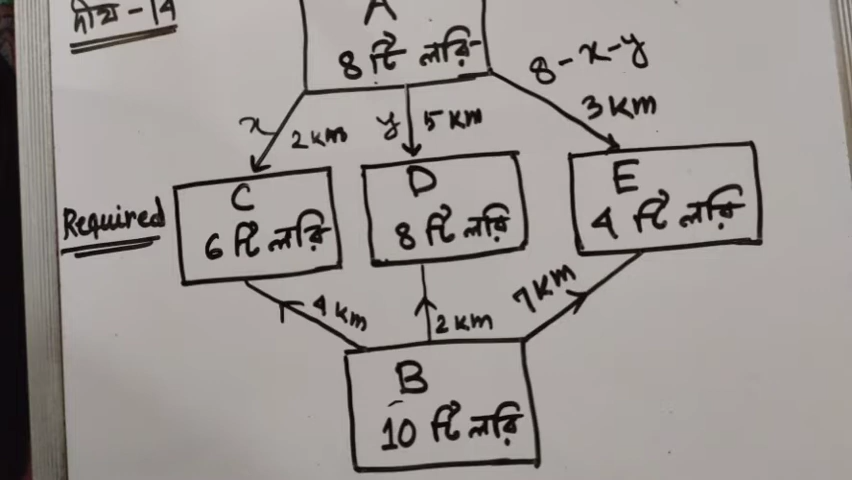 A
8 টি লরি
8-x-y
x
2 km
y
5 KM
3 KM
Required
C
6 টি লরি
D
8 টি লরি
E
4 টি লরি
4 KM
2 KM
7 KM
B
10 টি লরি